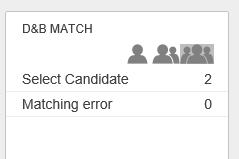 D&B MATCH
Select Candidate 2
Matching error 0